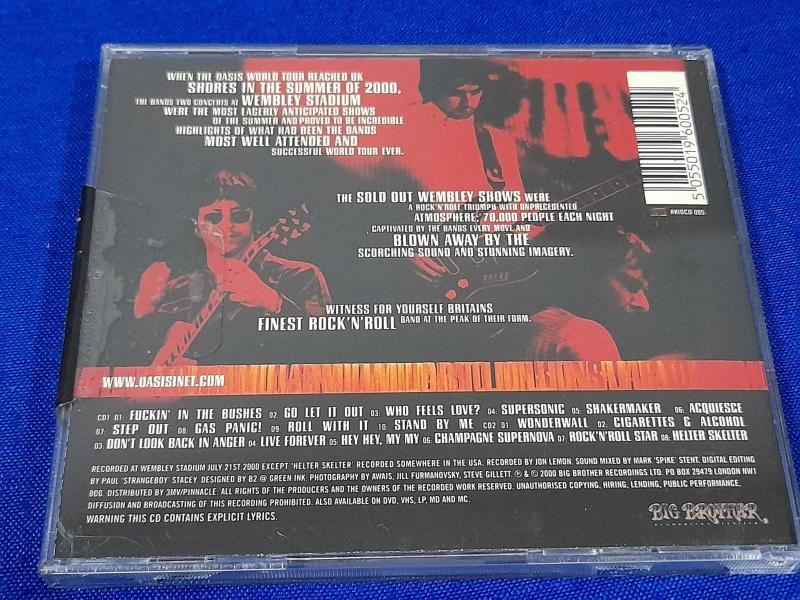 WHEN THE OASIS WORLD TOUR REACHED UK
SHORES IN THE SUMMER OF 2000,
THE BANDS TWO CONCERTS AT WEMBLEY STADIUM
WERE THE MOST EAGERLY ANTICIPATED SHOWS
OF THE SUMMER AND PROVED TO BE INCREDIBLE
HIGHLIGHTS OF WHAT HAD BEEN THE BANDS
MOST WELL ATTENDED AND
SUCCESSFUL WORLD TOUR EVER.
5 055019 600524
RKIDCD 005
THE SOLD OUT WEMBLEY SHOWS WERE
A ROCK'N'ROLL TRIUMPH WITH UNPRECEDENTED
ATMOSPHERE; 70,000 PEOPLE EACH NIGHT
CAPTIVATED BY THE BANDS EVERY MOVE AND
BLOWN AWAY BY THE
SCORCHING SOUND AND STUNNING IMAGERY.
WITNESS FOR YOURSELF BRITAINS
FINEST ROCK'N'ROLL BAND AT THE PEAK OF THEIR FORM.
WWW.OASISINET.COM
CD1 01: FUCKIN' IN THE BUSHES 02: GO LET IT OUT 03: WHO FEELS LOVE? 04: SUPERSONIC 05: SHAKERMAKER 06: ACQUIESCE
07: STEP OUT 08: GAS PANIC! 09: ROLL WITH IT 10: STAND BY ME CD2 01: WONDERWALL 02: CIGARETTES & ALCOHOL
03: DON'T LOOK BACK IN ANGER 04: LIVE FOREVER 05: HEY HEY, MY MY 06: CHAMPAGNE SUPERNOVA 07: ROCK'N'ROLL STAR 08: HELTER SKELTER
RECORDED AT WEMBLEY STADIUM JULY 21ST 2000 EXCEPT 'HELTER SKELTER' RECORDED SOMEWHERE IN THE USA. RECORDED BY JON LEMON. SOUND MIXED BY MARK 'SPIKE' STENT. DIGITAL EDITING
BY PAUL 'STRANGEBOY' STACEY. DESIGNED BY B2 @ GREEN INK. PHOTOGRAPHY BY AWAIS, JILL FURMANOVSKY, STEVE GILLETT. ℗ & © 2000 BIG BROTHER RECORDINGS LTD. PO BOX 29479 LONDON NW1
8CG. DISTRIBUTED BY 3MV/PINNACLE. ALL RIGHTS OF THE PRODUCERS AND THE OWNERS OF THE RECORDED WORK RESERVED. UNAUTHORISED COPYING, HIRING, LENDING, PUBLIC PERFORMANCE,
DIFFUSION AND BROADCASTING OF THIS RECORDING PROHIBITED. ALSO AVAILABLE ON DVD, VHS, LP, MD AND MC.
WARNING THIS CD CONTAINS EXPLICIT LYRICS.
BIG BROTHER